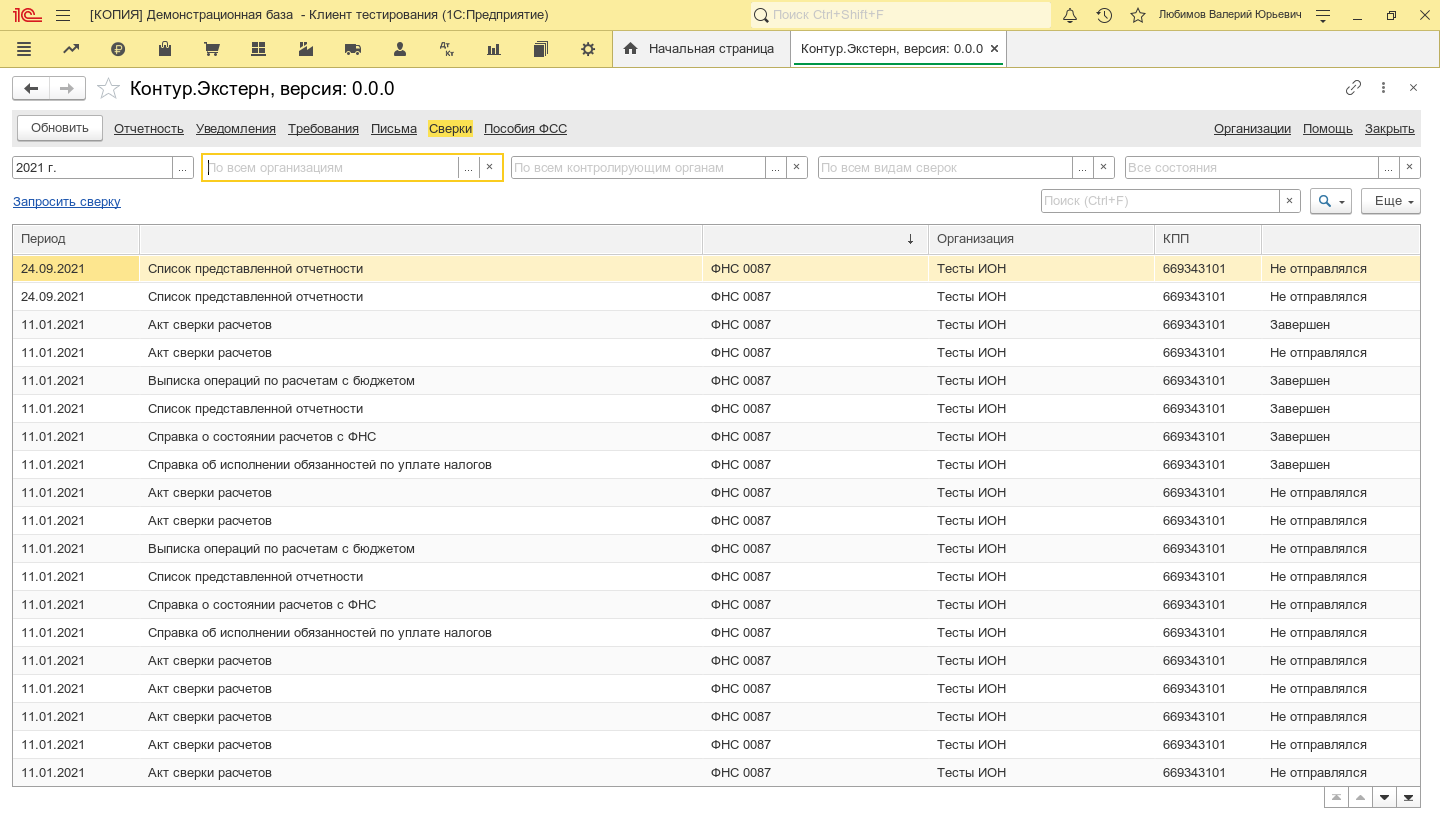 [КОПИЯ] Демонстрационная база - Клиент тестирования (1С:Предприятие) Поиск Ctrl+Shift+F Любимов Валерий Юрьевич
Дт Кт Начальная страница Контур.Экстерн, версия: 0.0.0 ×
Контур.Экстерн, версия: 0.0.0
Обновить Отчетность Уведомления Требования Письма Сверки Пособия ФСС Организации Помощь Закрыть
2021 г. ... По всем организациям ... × По всем контролирующим органам ... × По всем видам сверок ... × Все состояния ... ×
Запросить сверку Поиск (Ctrl+F) × Еще
Период ↓ Организация КПП
24.09.2021 Список представленной отчетности ФНС 0087 Тесты ИОН 669343101 Не отправлялся
24.09.2021 Список представленной отчетности ФНС 0087 Тесты ИОН 669343101 Не отправлялся
11.01.2021 Акт сверки расчетов ФНС 0087 Тесты ИОН 669343101 Завершен
11.01.2021 Акт сверки расчетов ФНС 0087 Тесты ИОН 669343101 Не отправлялся
11.01.2021 Выписка операций по расчетам с бюджетом ФНС 0087 Тесты ИОН 669343101 Завершен
11.01.2021 Список представленной отчетности ФНС 0087 Тесты ИОН 669343101 Завершен
11.01.2021 Справка о состоянии расчетов с ФНС ФНС 0087 Тесты ИОН 669343101 Завершен
11.01.2021 Справка об исполнении обязанностей по уплате налогов ФНС 0087 Тесты ИОН 669343101 Завершен
11.01.2021 Акт сверки расчетов ФНС 0087 Тесты ИОН 669343101 Не отправлялся
11.01.2021 Акт сверки расчетов ФНС 0087 Тесты ИОН 669343101 Не отправлялся
11.01.2021 Выписка операций по расчетам с бюджетом ФНС 0087 Тесты ИОН 669343101 Не отправлялся
11.01.2021 Список представленной отчетности ФНС 0087 Тесты ИОН 669343101 Не отправлялся
11.01.2021 Справка о состоянии расчетов с ФНС ФНС 0087 Тесты ИОН 669343101 Не отправлялся
11.01.2021 Справка об исполнении обязанностей по уплате налогов ФНС 0087 Тесты ИОН 669343101 Не отправлялся
11.01.2021 Акт сверки расчетов ФНС 0087 Тесты ИОН 669343101 Не отправлялся
11.01.2021 Акт сверки расчетов ФНС 0087 Тесты ИОН 669343101 Не отправлялся
11.01.2021 Акт сверки расчетов ФНС 0087 Тесты ИОН 669343101 Не отправлялся
11.01.2021 Акт сверки расчетов ФНС 0087 Тесты ИОН 669343101 Не отправлялся
11.01.2021 Акт сверки расчетов ФНС 0087 Тесты ИОН 669343101 Не отправлялся